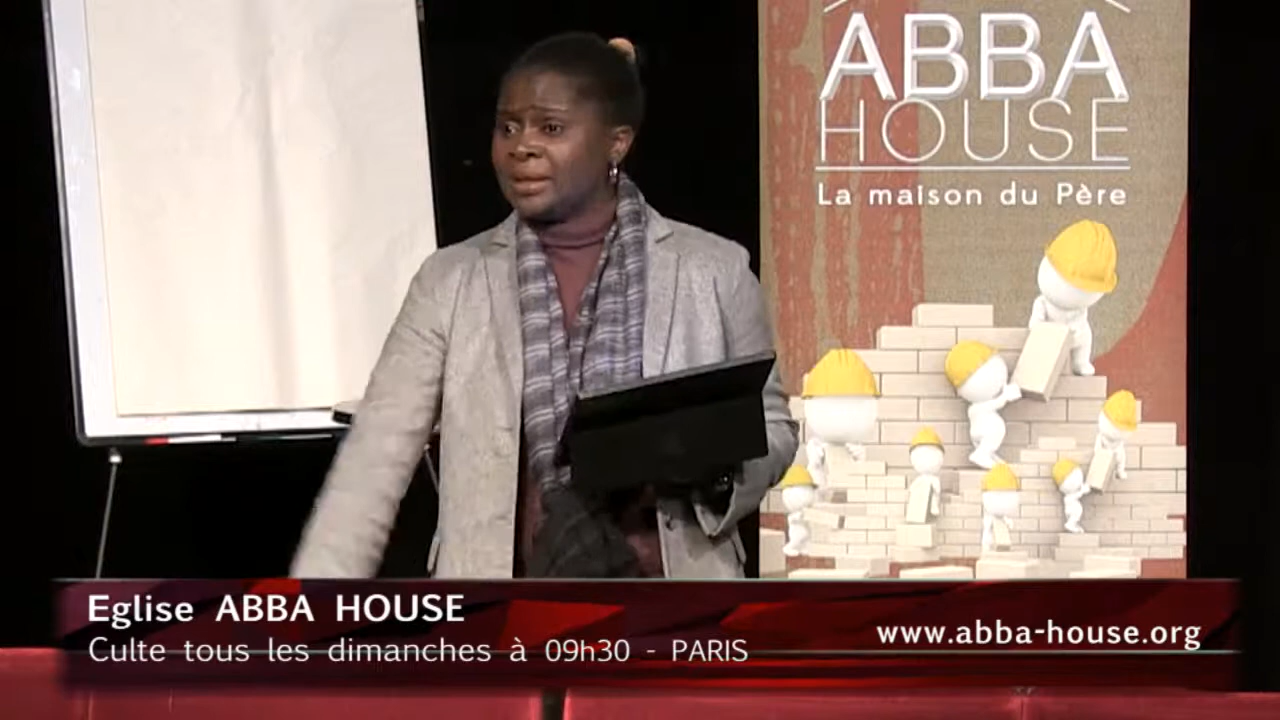 ABBA
HOUSE
La maison du Père
Eglise ABBA HOUSE
Culte tous les dimanches à 09h30 - PARIS
www.abba-house.org